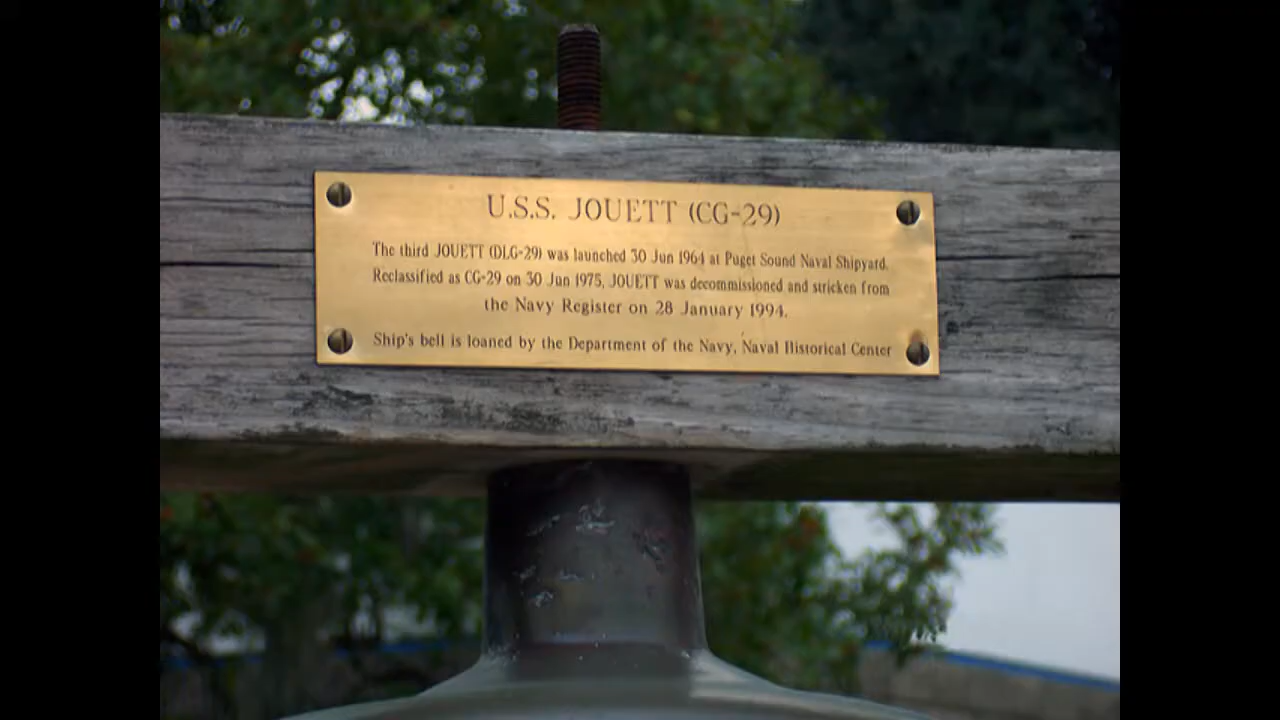 U.S.S. JOUETT (CG-29)
The third JOUETT (DLG-29) was launched 30 Jun 1964 at Puget Sound Naval Shipyard.
Reclassified as CG-29 on 30 Jun 1975, JOUETT was decommissioned and stricken from
the Navy Register on 28 January 1994.
Ship's bell is loaned by the Department of the Navy, Naval Historical Center